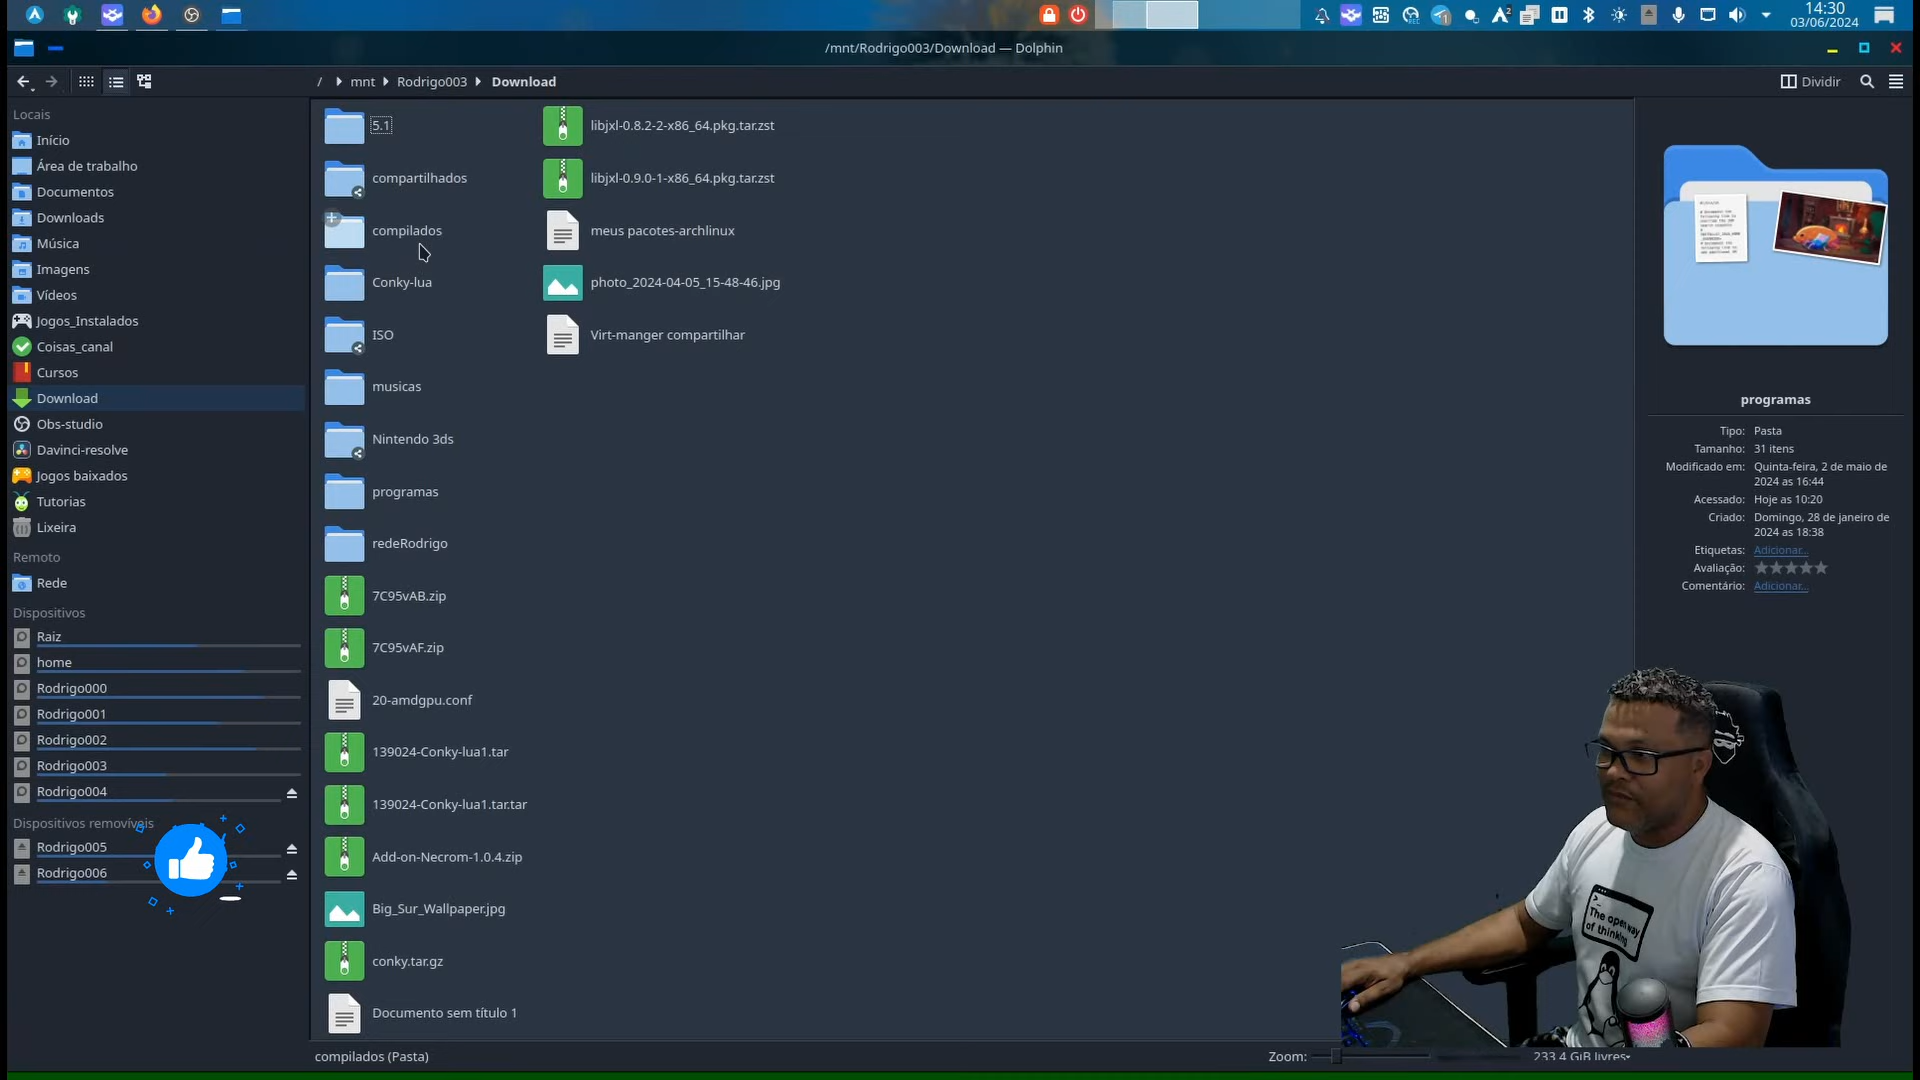 14:30
03/06/2024
/mnt/Rodrigo003/Download — Dolphin
/ mnt Rodrigo003 Download
Dividir
Locais
Início
Área de trabalho
Documentos
Downloads
Música
Imagens
Vídeos
Jogos_Instalados
Coisas_canal
Cursos
Download
Obs-studio
Davinci-resolve
Jogos baixados
Tutorias
Lixeira
Remoto
Rede
Dispositivos
Raiz
home
Rodrigo000
Rodrigo001
Rodrigo002
Rodrigo003
Rodrigo004
Dispositivos removíveis
Rodrigo005
Rodrigo006
5.1
compartilhados
compilados
Conky-lua
ISO
musicas
Nintendo 3ds
programas
redeRodrigo
7C95vAB.zip
7C95vAF.zip
20-amdgpu.conf
139024-Conky-lua1.tar
139024-Conky-lua1.tar.tar
Add-on-Necrom-1.0.4.zip
Big_Sur_Wallpaper.jpg
conky.tar.gz
Documento sem título 1
libjxl-0.8.2-2-x86_64.pkg.tar.zst
libjxl-0.9.0-1-x86_64.pkg.tar.zst
meus pacotes-archlinux
photo_2024-04-05_15-48-46.jpg
Virt-manger compartilhar
programas
Tipo: Pasta
Tamanho: 31 itens
Modificado em: Quinta-feira, 2 de maio de
2024 as 16:44
Acessado: Hoje as 10:20
Criado: Domingo, 28 de janeiro de
2024 as 18:38
Etiquetas: Adicionar...
Avaliação:
Comentário: Adicionar...
The open way
of thinking
compilados (Pasta)
Zoom:
233,4 GiB livres